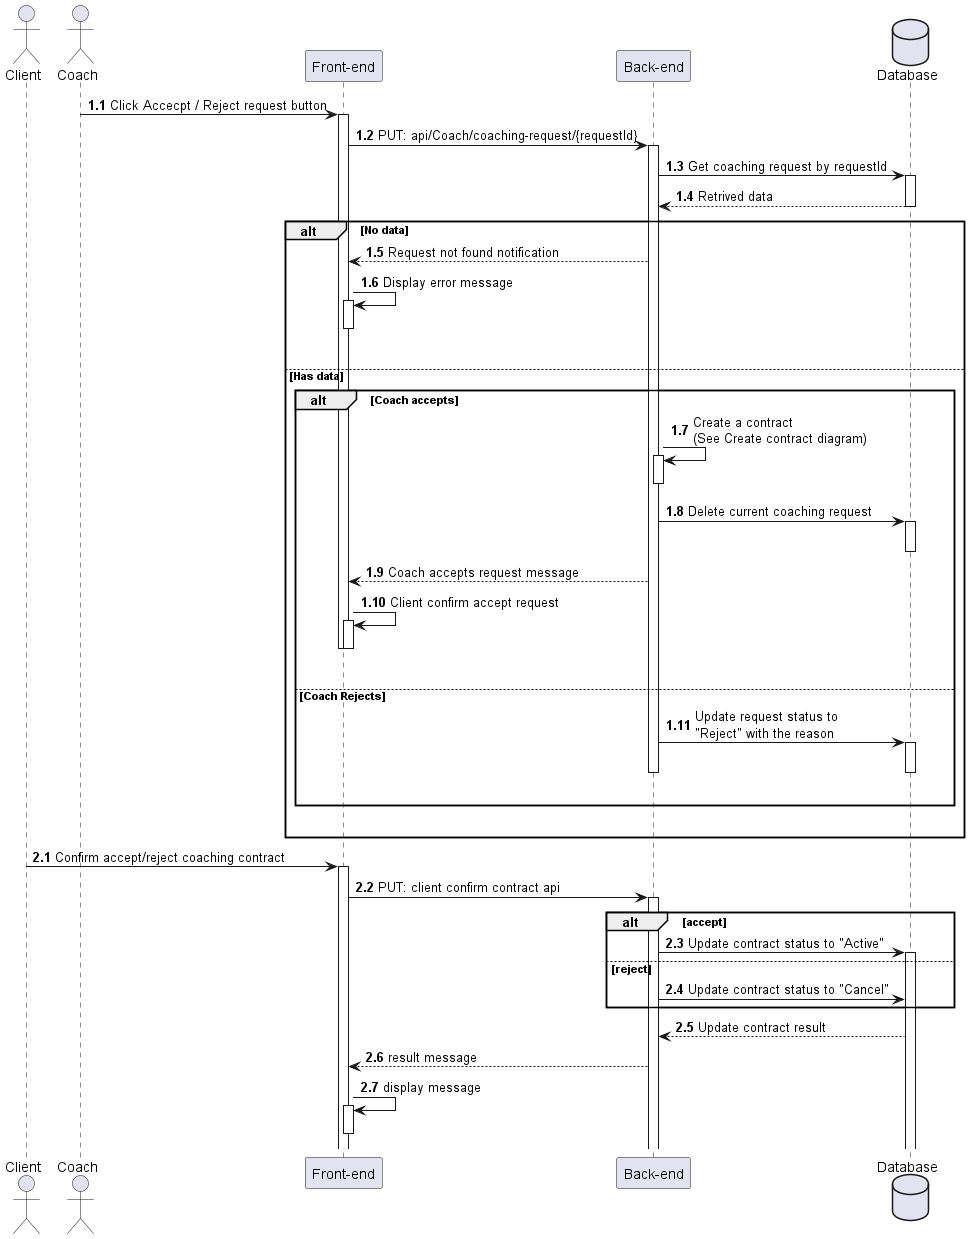 Client
Coach
Front-end
Back-end
Database
1.1 Click Accecpt / Reject request button
1.2 PUT: api/Coach/coaching-request/{requestId}
1.3 Get coaching request by requestId
1.4 Retrived data
alt [No data]
1.5 Request not found notification
1.6 Display error message
[Has data]
alt [Coach accepts]
1.7 Create a contract
(See Create contract diagram)
1.8 Delete current coaching request
1.9 Coach accepts request message
1.10 Client confirm accept request
[Coach Rejects]
1.11 Update request status to
"Reject" with the reason
2.1 Confirm accept/reject coaching contract
2.2 PUT: client confirm contract api
alt [accept]
2.3 Update contract status to "Active"
[reject]
2.4 Update contract status to "Cancel"
2.5 Update contract result
2.6 result message
2.7 display message
Client
Coach
Front-end
Back-end
Database